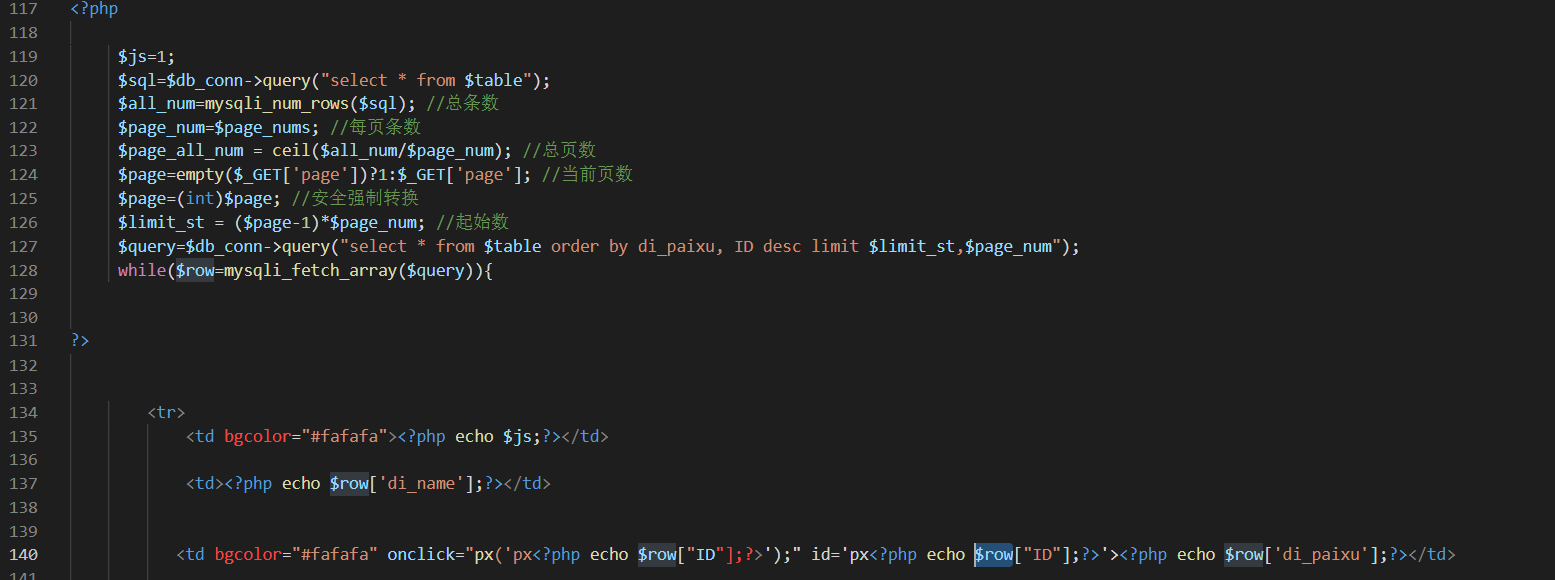 117 <?php
118
119 $js=1;
120 $sql=$db_conn->query("select * from $table");
121 $all_num=mysqli_num_rows($sql); //总条数
122 $page_num=$page_nums; //每页条数
123 $page_all_num = ceil($all_num/$page_num); //总页数
124 $page=empty($_GET['page'])?1:$_GET['page']; //当前页数
125 $page=(int)$page; //安全强制转换
126 $limit_st = ($page-1)*$page_num; //起始数
127 $query=$db_conn->query("select * from $table order by di_paixu, ID desc limit $limit_st,$page_num");
128 while($row=mysqli_fetch_array($query)){
129
130
131 ?>
132
133
134 <tr>
135 <td bgcolor="#fafafa"><?php echo $js;?></td>
136
137 <td><?php echo $row['di_name'];?></td>
138
139
140 <td bgcolor="#fafafa" onclick="px('px<?php echo $row["ID"];?>');" id='px<?php echo $row["ID"];?>'><?php echo $row['di_paixu'];?></td>
141